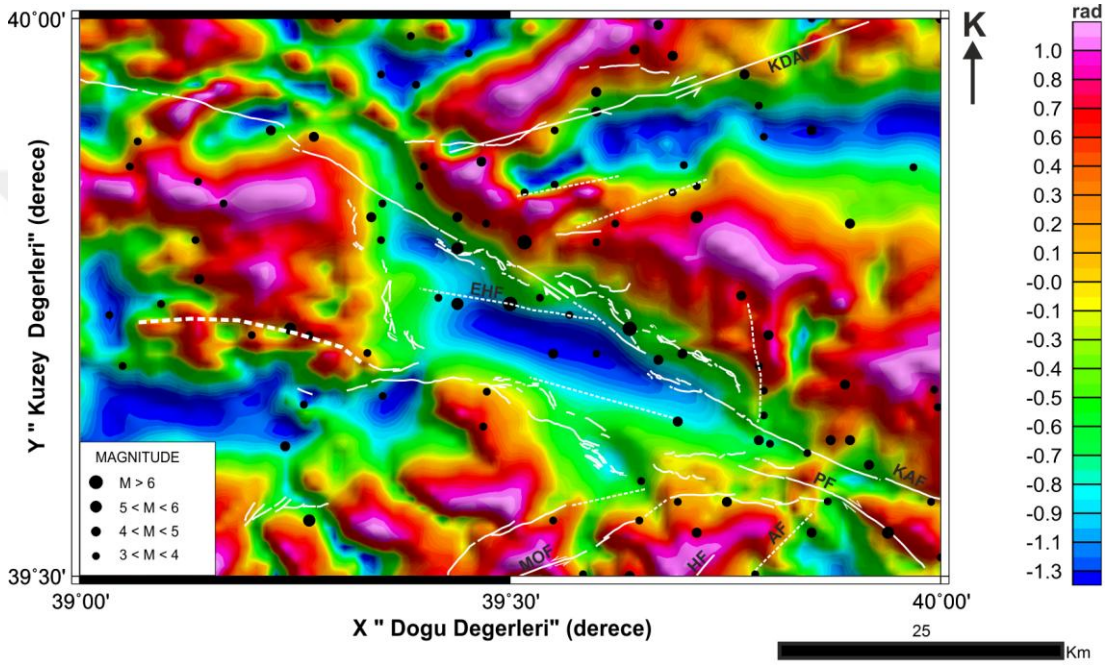 40°00'
K
rad
KDA
1.0
0.8
0.7
0.6
0.4
0.3
0.2
0.1
-0.0
-0.1
-0.2
-0.3
-0.5
-0.6
-0.7
-0.9
-1.1
-1.3
Y " Kuzey Degerleri" (derece)
EHF
MAGNITUDE
M > 6
5 < M < 6
4 < M < 5
3 < M < 4
KAF
PF
AF
HF
MOF
39°30'
39°00'
39°30'
40°00'
X " Dogu Degerleri" (derece)
25
Km